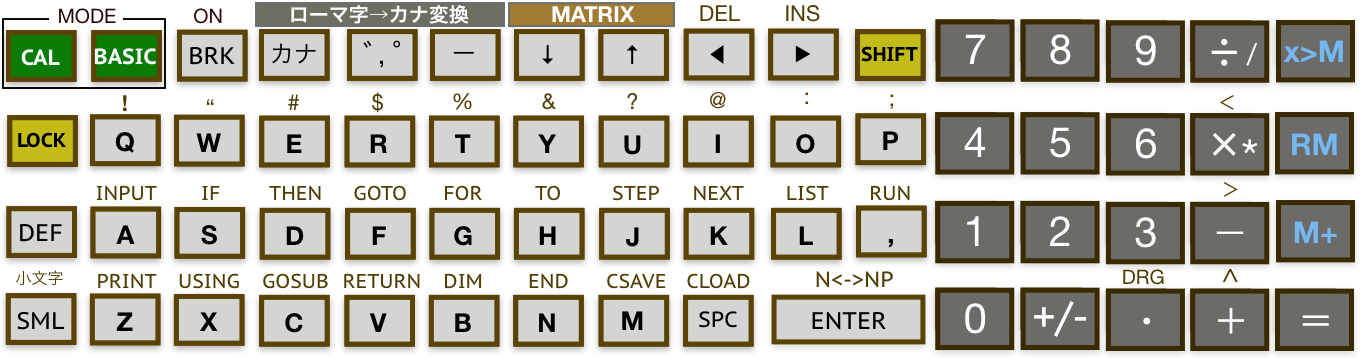 MODE ON ローマ字→カナ変換 MATRIX DEL INS
CAL BASIC BRK カナ ゛,゜ — ↓ ↑ ◀ ▶ SHIFT 7 8 9 ÷/ x>M
! “ # $ % & ? @ : ; <
LOCK Q W E R T Y U I O P 4 5 6 ×* RM
INPUT IF THEN GOTO FOR TO STEP NEXT LIST RUN >
DEF A S D F G H J K L , 1 2 3 − M+
小文字 PRINT USING GOSUB RETURN DIM END CSAVE CLOAD N<->NP DRG ^
SML Z X C V B N M SPC ENTER 0 +/- · + =